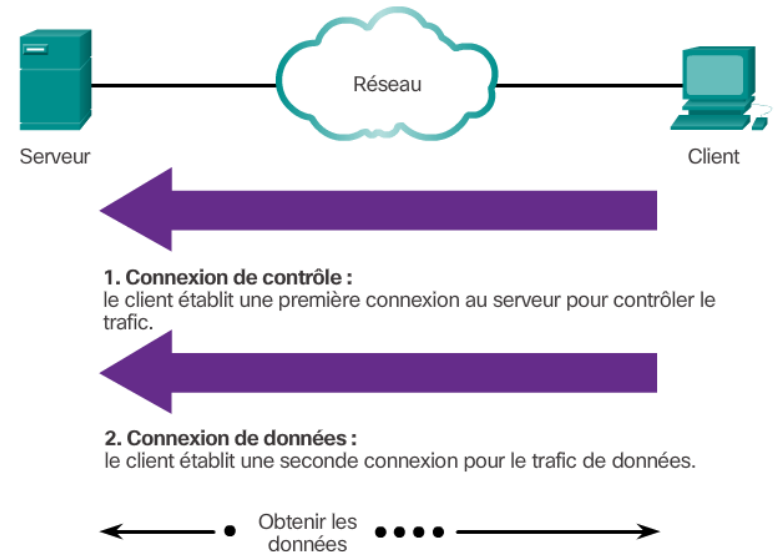 Réseau
Serveur
Client
1. Connexion de contrôle :
le client établit une première connexion au serveur pour contrôler le
trafic.
2. Connexion de données :
le client établit une seconde connexion pour le trafic de données.
Obtenir les
données